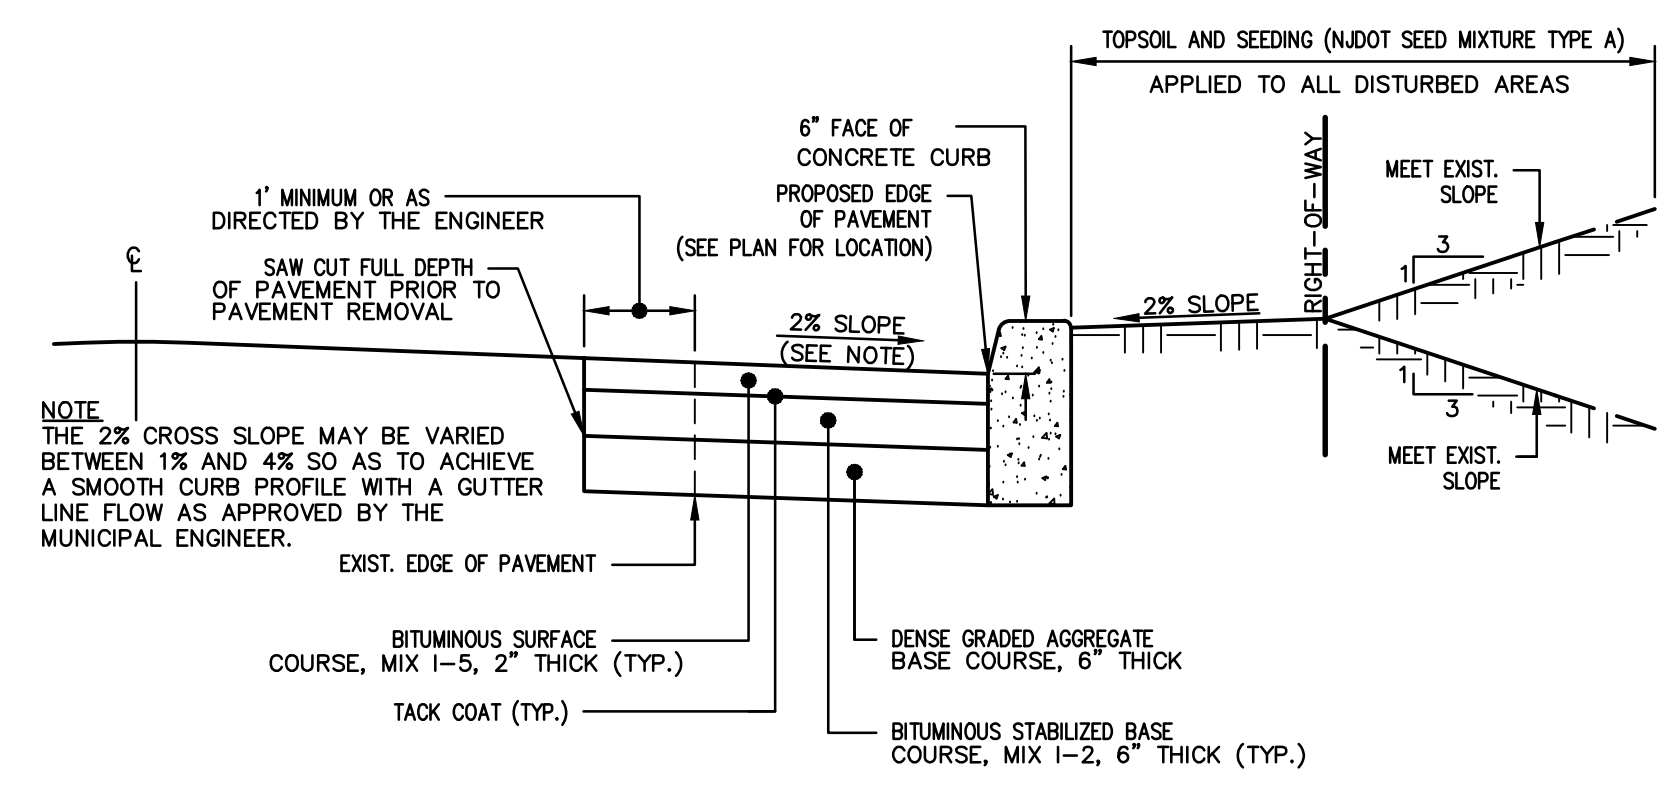 TOPSOIL AND SEEDING (NJDOT SEED MIXTURE TYPE A)
APPLIED TO ALL DISTURBED AREAS
6” FACE OF
CONCRETE CURB
PROPOSED EDGE
OF PAVEMENT
(SEE PLAN FOR LOCATION)
RIGHT-OF-WAY
MEET EXIST.
SLOPE
1' MINIMUM OR AS
DIRECTED BY THE ENGINEER
℄
SAW CUT FULL DEPTH
OF PAVEMENT PRIOR TO
PAVEMENT REMOVAL
2% SLOPE
(SEE NOTE)
2% SLOPE
3
1
1
3
MEET EXIST.
SLOPE
NOTE
THE 2% CROSS SLOPE MAY BE VARIED
BETWEEN 1% AND 4% SO AS TO ACHIEVE
A SMOOTH CURB PROFILE WITH A GUTTER
LINE FLOW AS APPROVED BY THE
MUNICIPAL ENGINEER.
EXIST. EDGE OF PAVEMENT
BITUMINOUS SURFACE
COURSE, MIX I-5, 2” THICK (TYP.)
TACK COAT (TYP.)
DENSE GRADED AGGREGATE
BASE COURSE, 6” THICK
BITUMINOUS STABILIZED BASE
COURSE, MIX I-2, 6” THICK (TYP.)